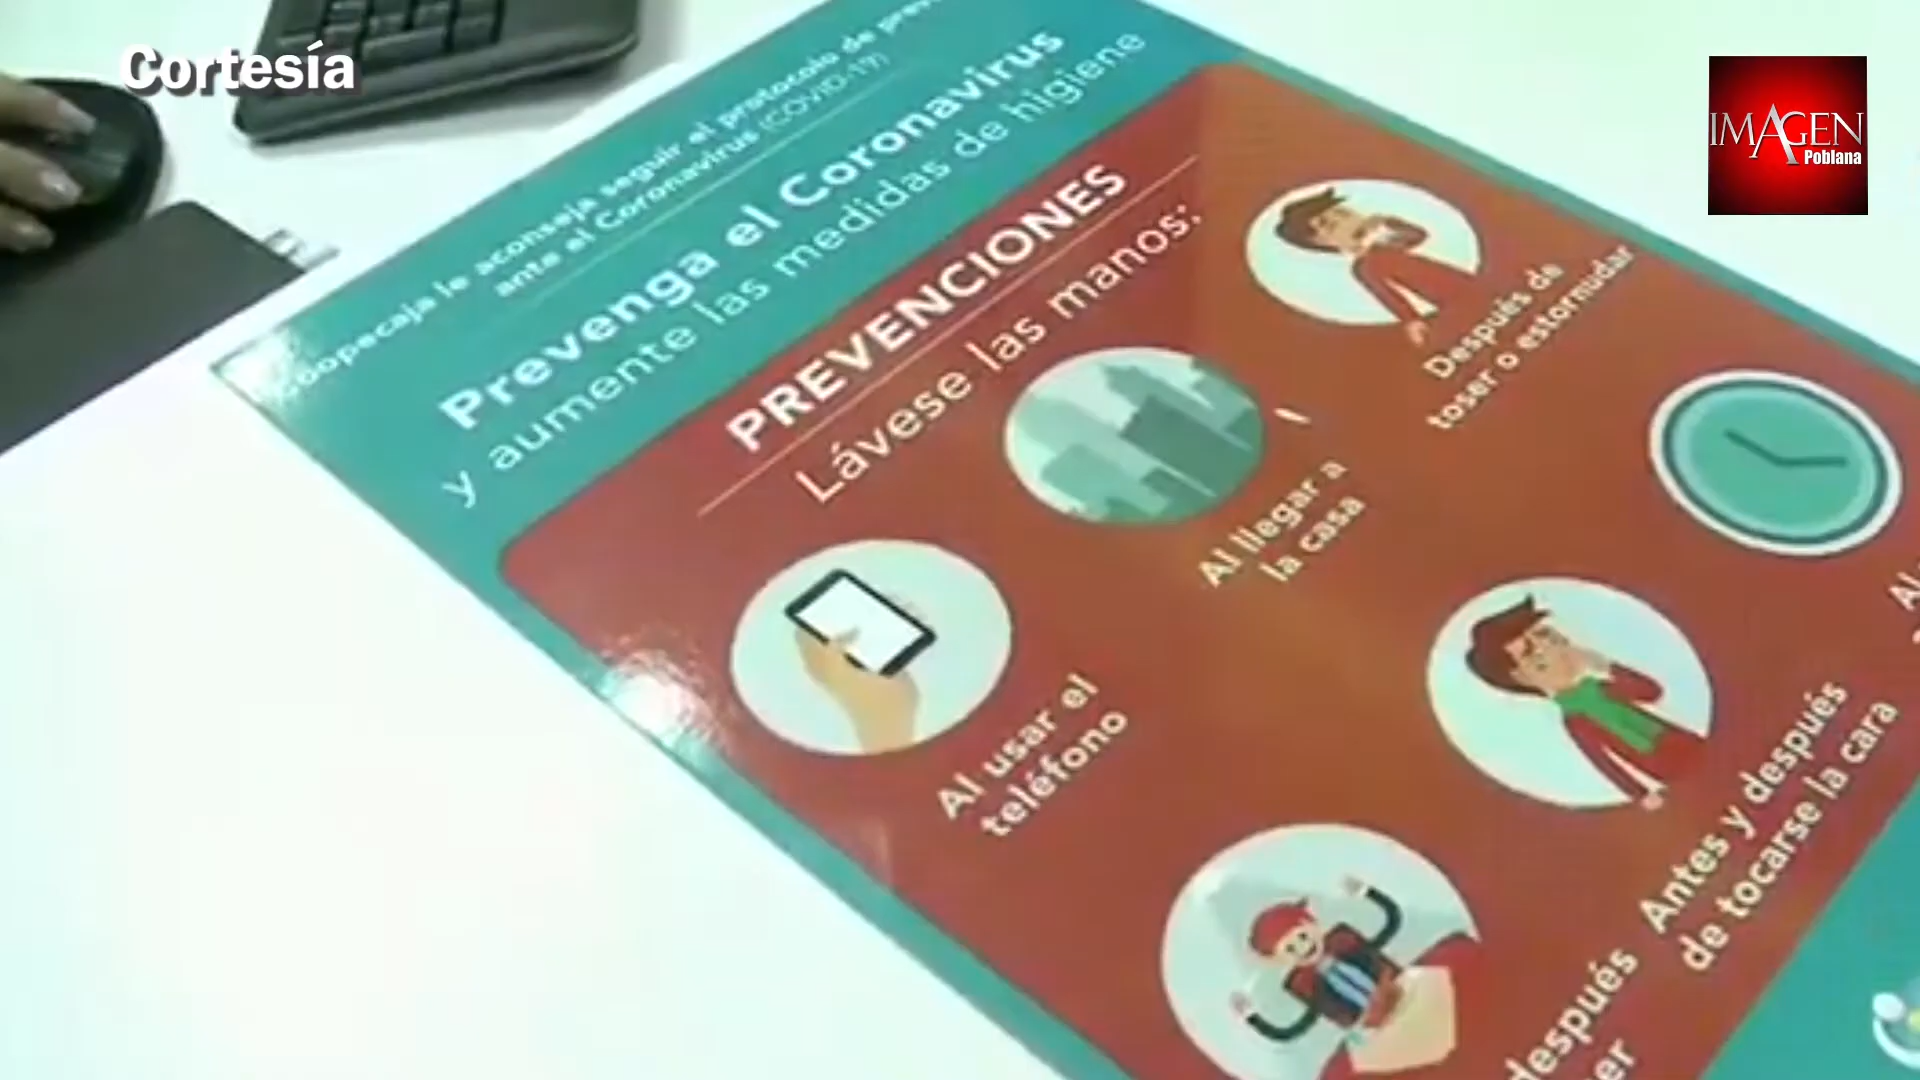 Cortesía
IMAGEN
Poblana
Coopecaja le aconseja seguir el protocolo de
ante el Coronavirus (COVID-19)
Prevenga el Coronavirus
y aumente las medidas de higiene
PREVENCIONES
Lávese las manos:
Después de
toser o estornudar
Al llegar a
la casa
Al usar el
teléfono
Antes y después
de tocarse la cara
después